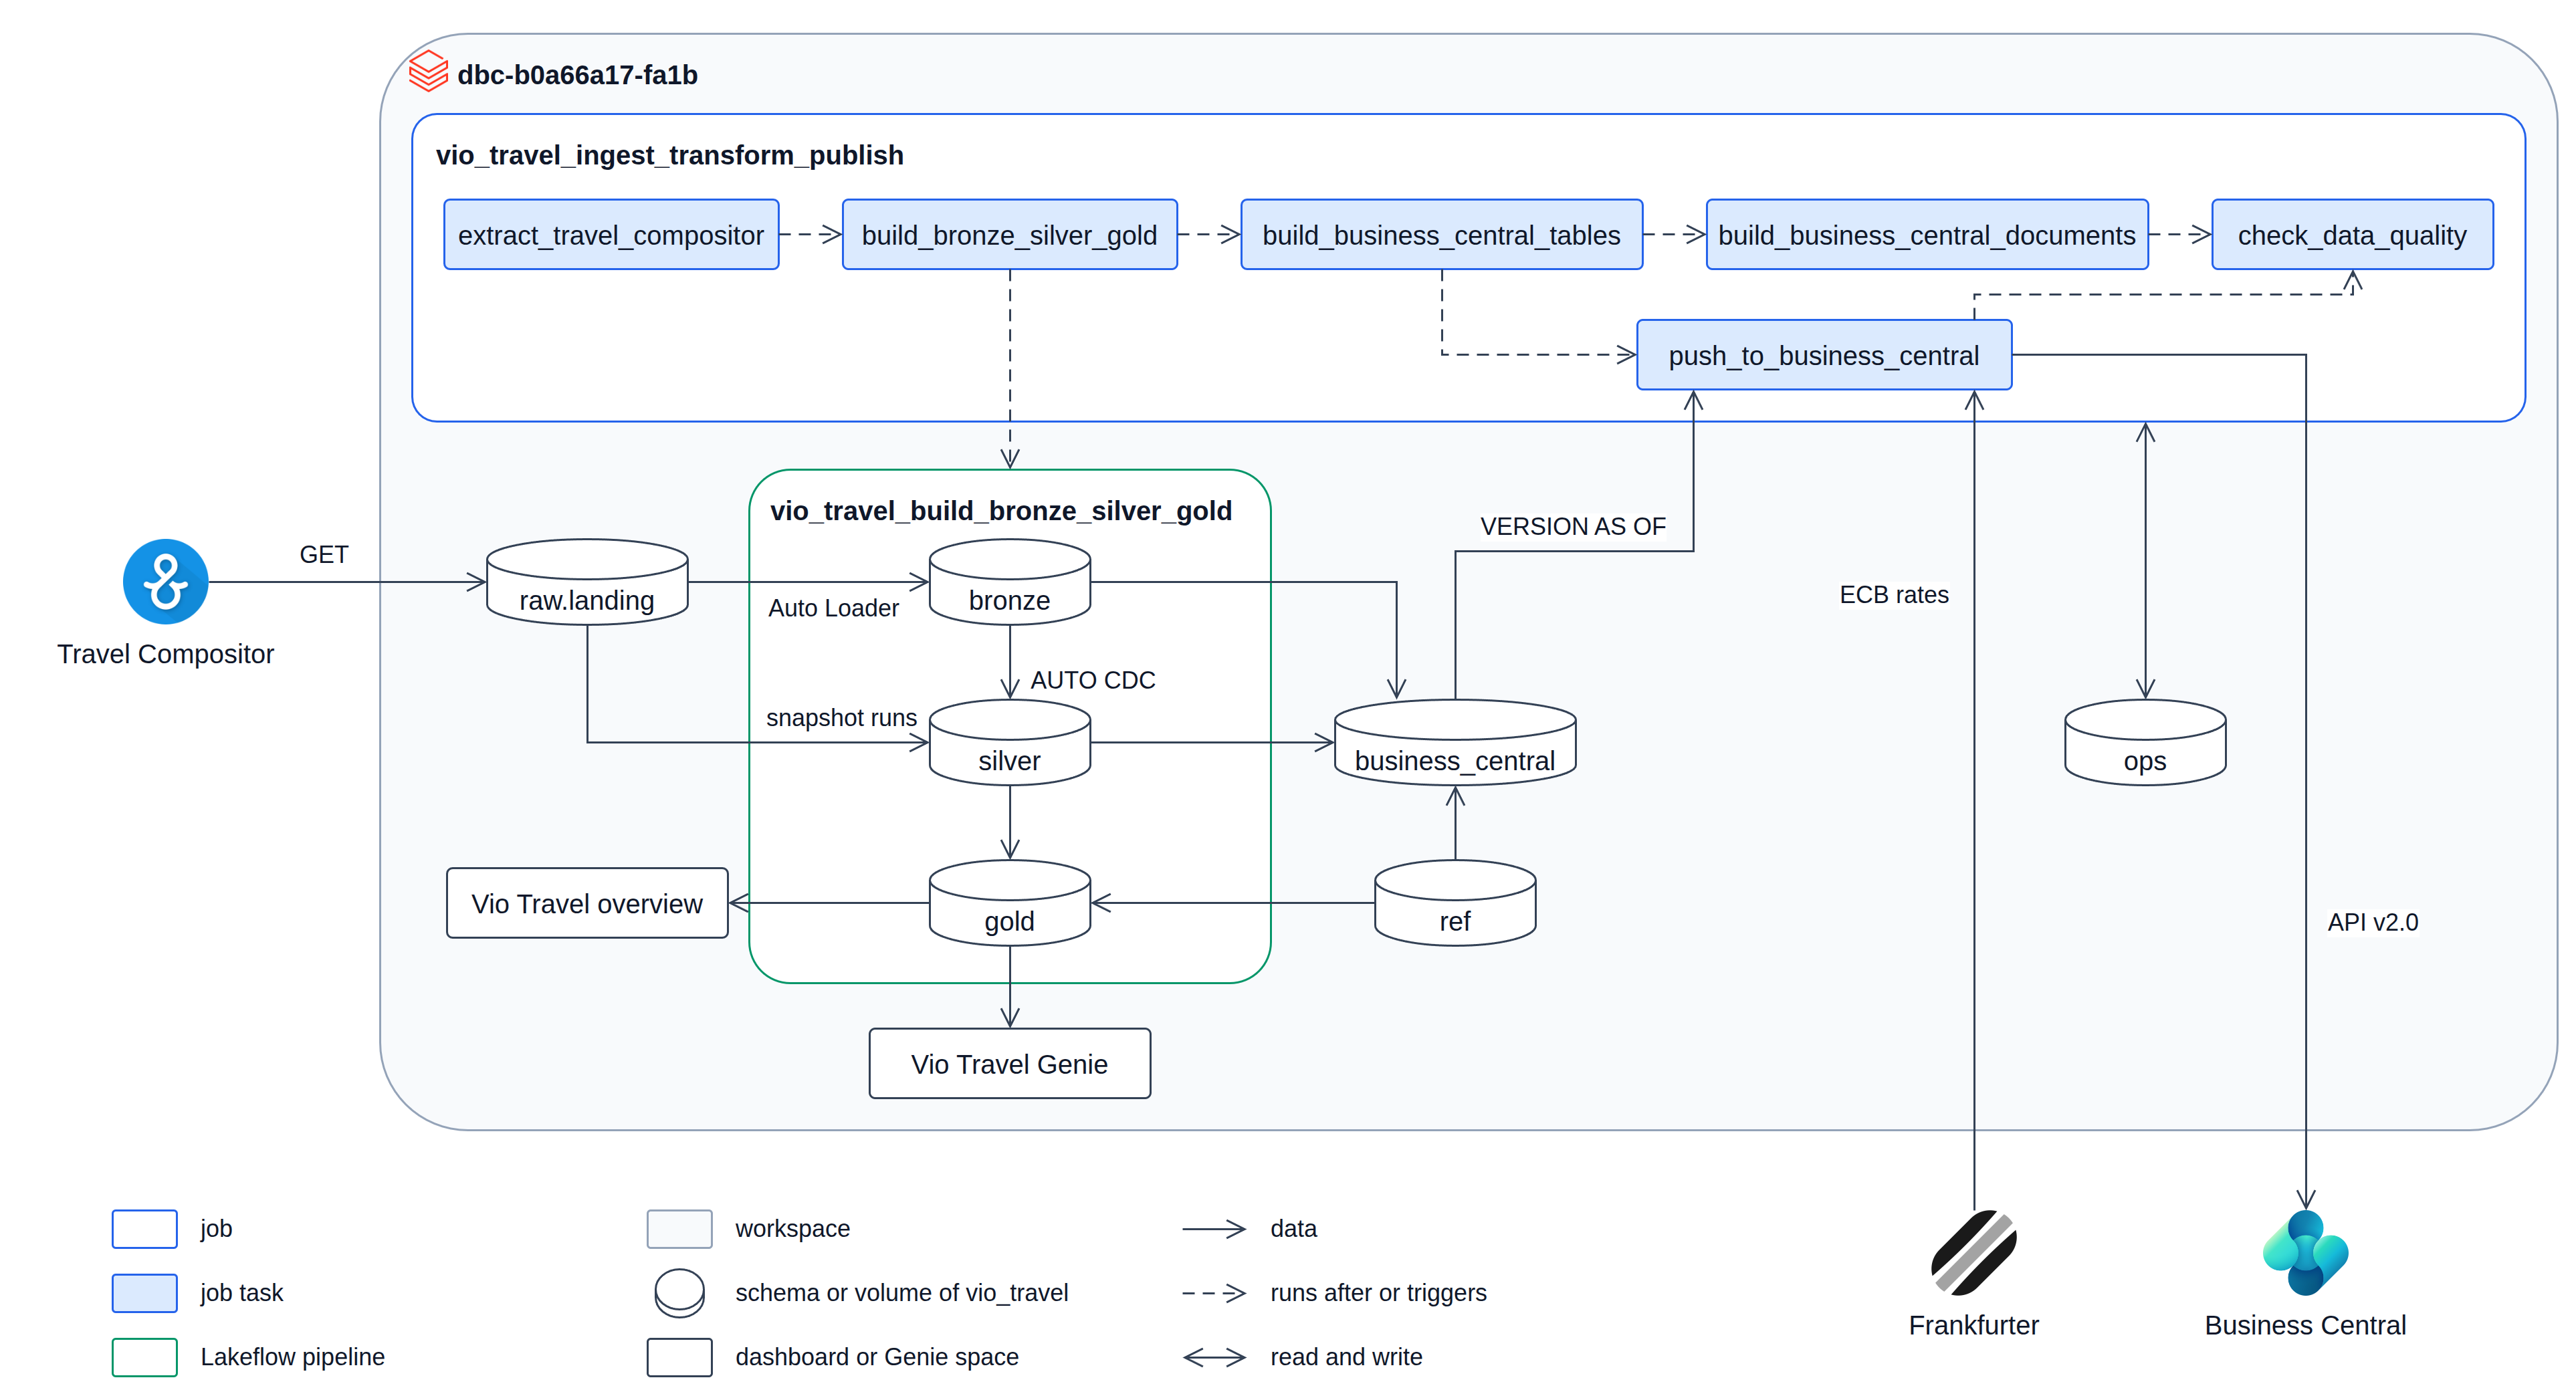 dbc-b0a66a17-fa1b
vio_travel_ingest_transform_publish
extract_travel_compositor
build_bronze_silver_gold
build_business_central_tables
build_business_central_documents
check_data_quality
push_to_business_central
vio_travel_build_bronze_silver_gold
VERSION AS OF
GET
raw.landing
Auto Loader
bronze
ECB rates
Travel Compositor
AUTO CDC
snapshot runs
silver
business_central
ops
Vio Travel overview
gold
ref
API v2.0
Vio Travel Genie
job
workspace
data
job task
schema or volume of vio_travel
runs after or triggers
Frankfurter
Business Central
Lakeflow pipeline
dashboard or Genie space
read and write